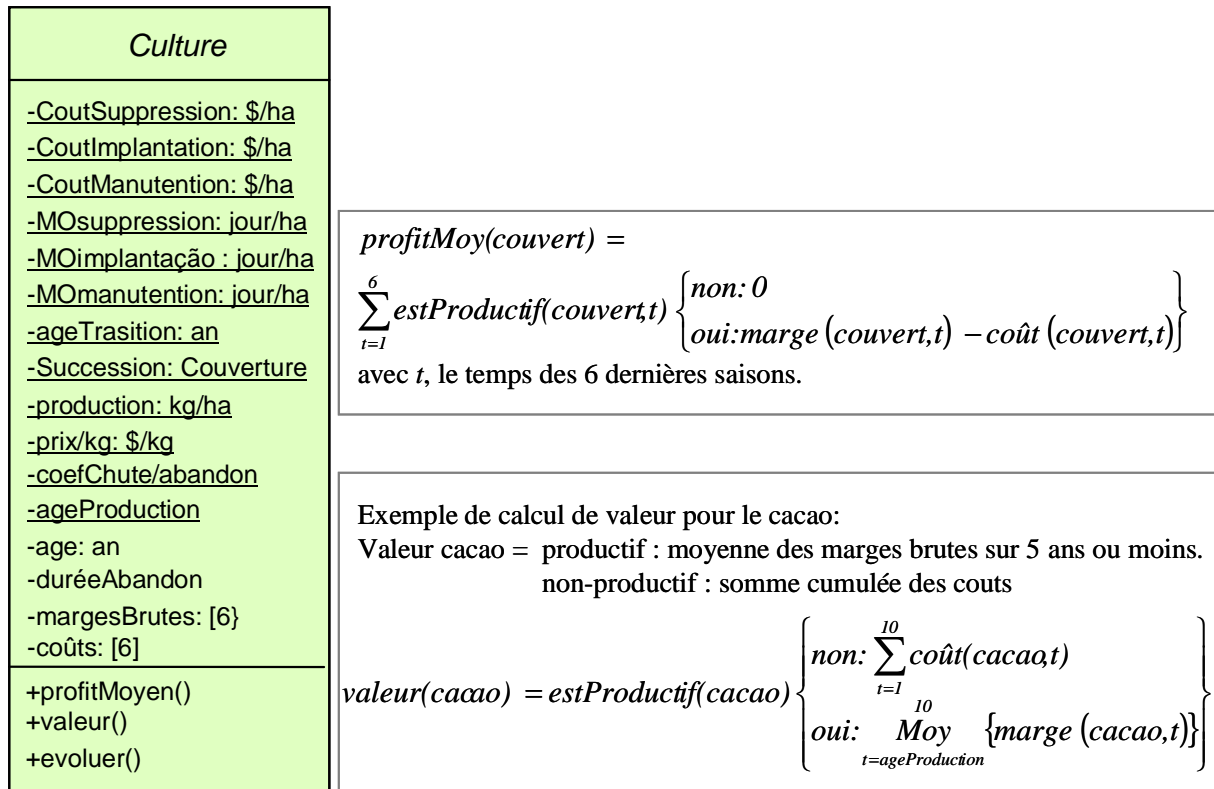 Culture
-CoutSuppression: $/ha
-CoutImplantation: $/ha
-CoutManutention: $/ha
-MOsuppression: jour/ha
-MOimplantação : jour/ha
-MOmanutention: jour/ha
-ageTrasition: an
-Succession: Couverture
-production: kg/ha
-prix/kg: $/kg
-coefChute/abandon
-ageProduction
-age: an
-duréeAbandon
-margesBrutes: [6}
-coûts: [6]
+profitMoyen()
+valeur()
+evoluer()
profitMoy(couvert) =
6
∑ estProductif(couvert,t) { non: 0
t=1
oui: marge (couvert,t) – coût (couvert,t) }
avec t, le temps des 6 dernières saisons.
Exemple de calcul de valeur pour le cacao:
Valeur cacao = productif : moyenne des marges brutes sur 5 ans ou moins.
non-productif : somme cumulée des couts
10
non: ∑ coût(cacao,t)
t=1
valeur(cacao) = estProductif(cacao) {
10
oui: Moy {marge (cacao,t)} }
t=ageProduction